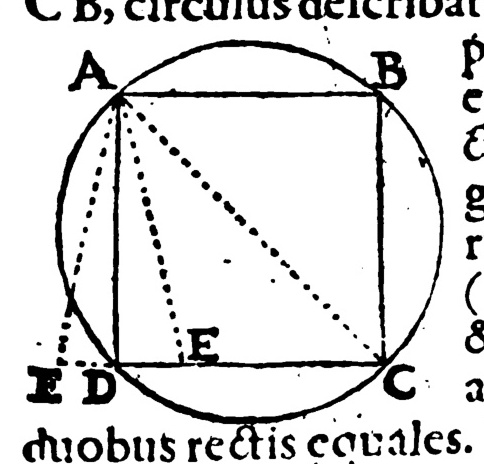 C B, circulus deſcribat
A B
p
e
&
g
r
(
&
E
F D C a
duobus rectis equales.